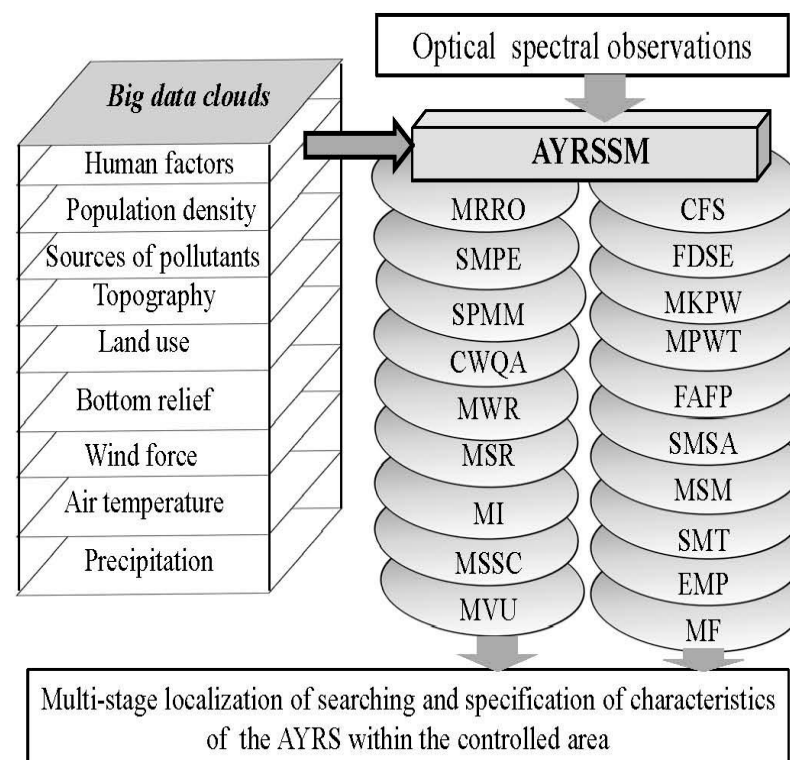 Optical spectral observations
Big data clouds
Human factors
Population density
Sources of pollutants
Topography
Land use
Bottom relief
Wind force
Air temperature
Precipitation
AYRSSM
MRRO
SMPE
SPMM
CWQA
MWR
MSR
MI
MSSC
MVU
CFS
FDSE
MKPW
MPWT
FAFP
SMSA
MSM
SMT
EMP
MF
Multi-stage localization of searching and specification of characteristics
of the AYRS within the controlled area